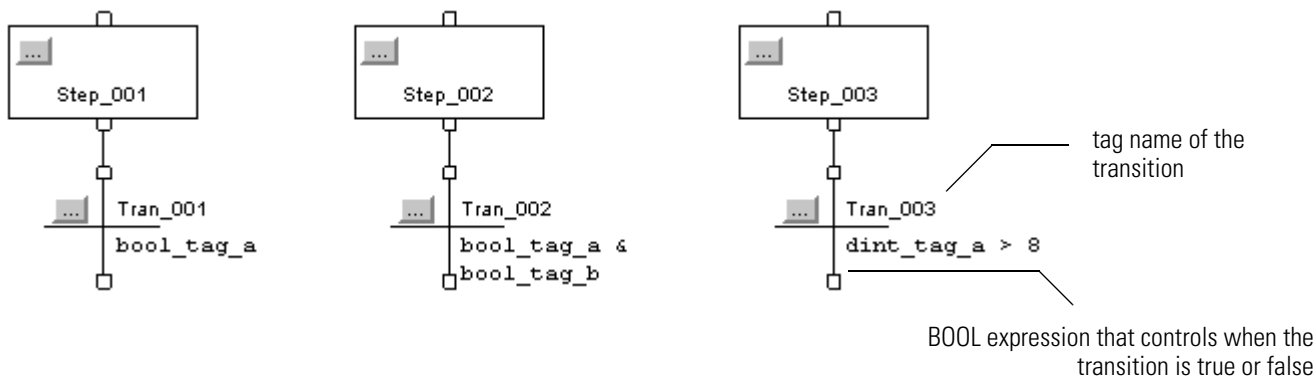 ...
Step_001
...
Step_002
...
Step_003
tag name of the
transition
...
Tran_001
bool_tag_a
...
Tran_002
bool_tag_a &
bool_tag_b
...
Tran_003
dint_tag_a > 8
BOOL expression that controls when the
transition is true or false